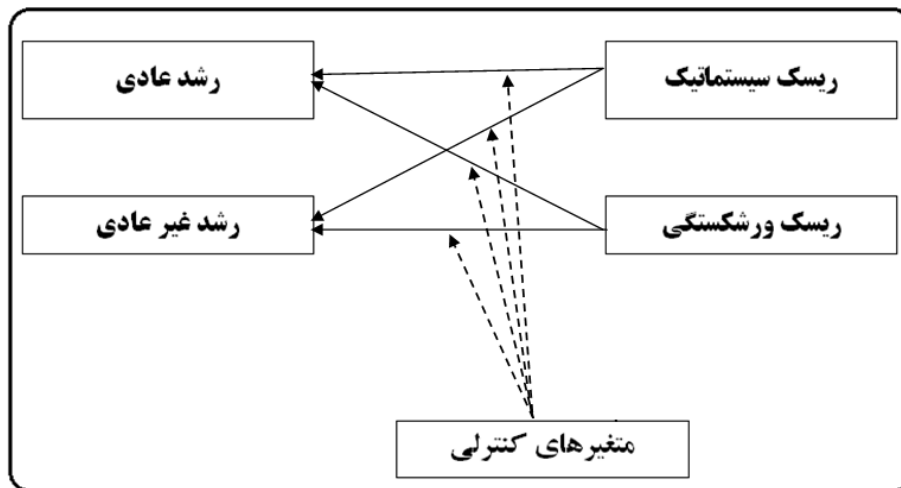 ریسک سیستماتیک
رشد عادی
ریسک ورشکستگی
رشد غیر عادی
متغیرهای کنترلی